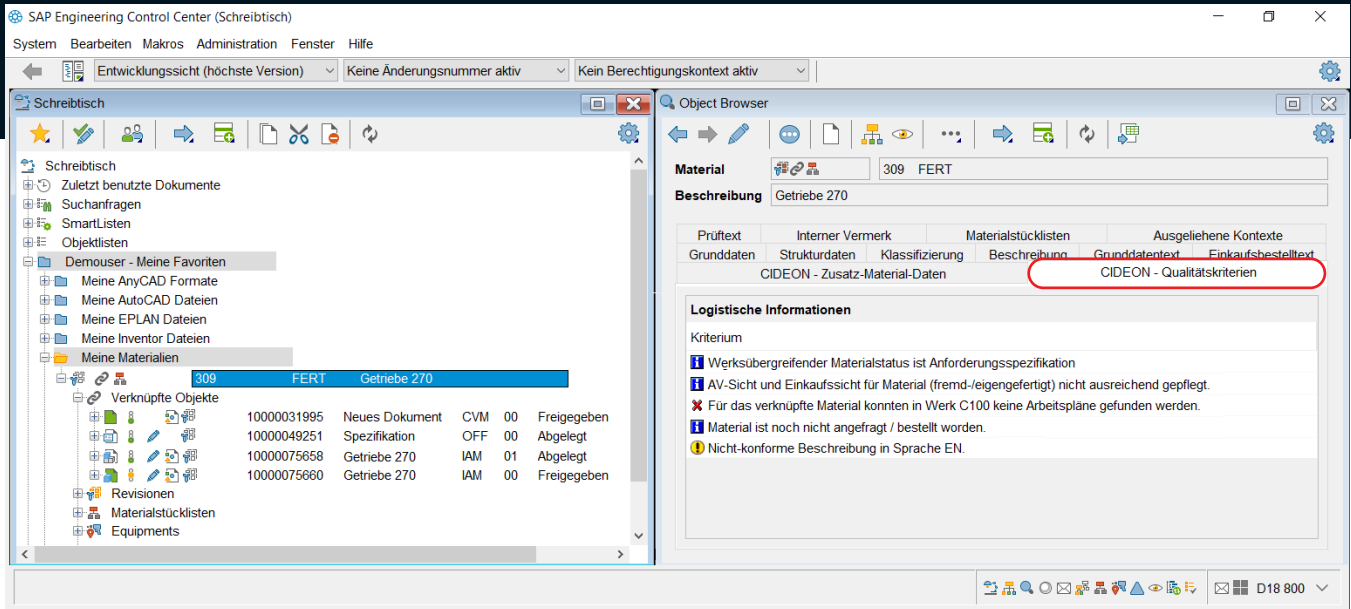 SAP Engineering Control Center (Schreibtisch)
System Bearbeiten Makros Administration Fenster Hilfe
Entwicklungssicht (höchste Version) Keine Änderungsnummer aktiv Kein Berechtigungskontext aktiv
Schreibtisch
Schreibtisch
Zuletzt benutzte Dokumente
Suchanfragen
SmartListen
Objektlisten
Demouser - Meine Favoriten
Meine AnyCAD Formate
Meine AutoCAD Dateien
Meine EPLAN Dateien
Meine Inventor Dateien
Meine Materialien
309 FERT Getriebe 270
Verknüpfte Objekte
10000031995 Neues Dokument CVM 00 Freigegeben
10000049251 Spezifikation OFF 00 Abgelegt
10000075658 Getriebe 270 IAM 01 Abgelegt
10000075660 Getriebe 270 IAM 00 Freigegeben
Revisionen
Materialstücklisten
Equipments
Object Browser
Material 309 FERT
Beschreibung Getriebe 270
Prüftext Interner Vermerk Materialstücklisten Ausgeliehene Kontexte
Grunddaten Strukturdaten Klassifizierung Beschreibung Grunddatentext Einkaufsbestelltext
CIDEON - Zusatz-Material-Daten CIDEON - Qualitätskriterien
Logistische Informationen
Kriterium
Werksübergreifender Materialstatus ist Anforderungsspezifikation
AV-Sicht und Einkaufssicht für Material (fremd-/eigengefertigt) nicht ausreichend gepflegt.
Für das verknüpfte Material konnten in Werk C100 keine Arbeitspläne gefunden werden.
Material ist noch nicht angefragt / bestellt worden.
Nicht-konforme Beschreibung in Sprache EN.
D18 800